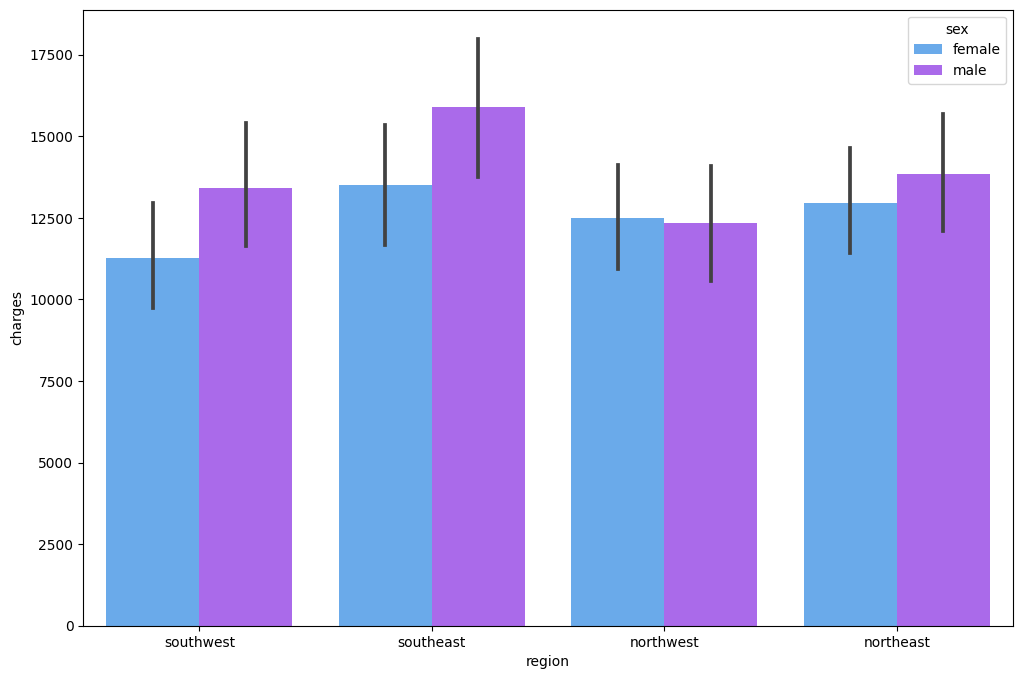 sex
female
male
17500
15000
12500
10000
7500
5000
2500
0
charges
southwest
southeast
northwest
northeast
region